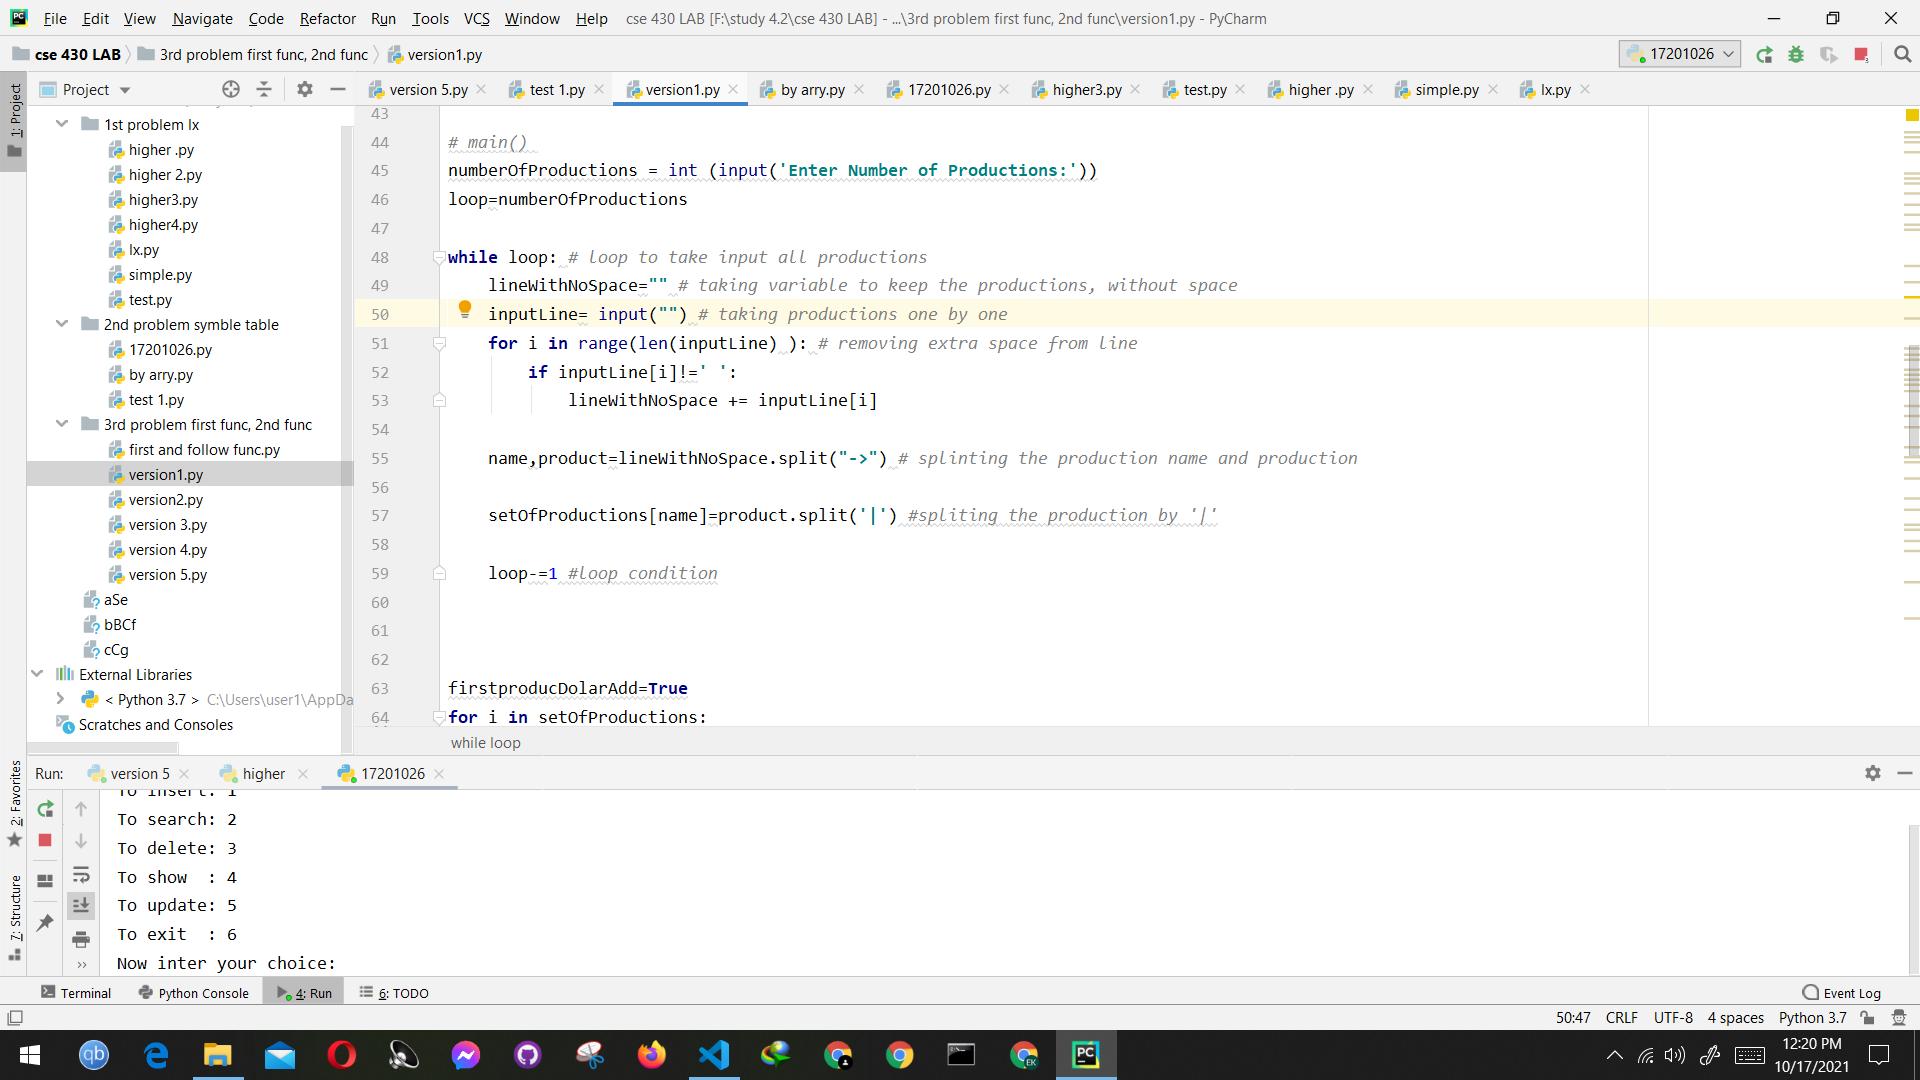 File Edit View Navigate Code Refactor Run Tools VCS Window Help cse 430 LAB [F:\study 4.2\cse 430 LAB] - ...\3rd problem first func, 2nd func\version1.py - PyCharm
cse 430 LAB 3rd problem first func, 2nd func version1.py 17201026
Project
version 5.py test 1.py version1.py by arry.py 17201026.py higher3.py test.py higher .py simple.py lx.py
1: Project
1st problem lx
higher .py
higher 2.py
higher3.py
higher4.py
lx.py
simple.py
test.py
2nd problem symble table
17201026.py
by arry.py
test 1.py
3rd problem first func, 2nd func
first and follow func.py
version1.py
version2.py
version 3.py
version 4.py
version 5.py
aSe
bBCf
cCg
External Libraries
< Python 3.7 > C:\Users\user1\AppDa
Scratches and Consoles
43
44 # main()
45 numberOfProductions = int (input('Enter Number of Productions:'))
46 loop=numberOfProductions
47
48 while loop: # loop to take input all productions
49 lineWithNoSpace="" # taking variable to keep the productions, without space
50 inputLine= input("") # taking productions one by one
51 for i in range(len(inputLine) ): # removing extra space from line
52 if inputLine[i]!=' ':
53 lineWithNoSpace += inputLine[i]
54
55 name,product=lineWithNoSpace.split("->") # splinting the production name and production
56
57 setOfProductions[name]=product.split('|') #spliting the production by '|'
58
59 loop-=1 #loop condition
60
61
62
63 firstproducDolarAdd=True
64 for i in setOfProductions:
while loop
2: Favorites
Z: Structure
Run: version 5 higher 17201026
To insert: 1
To search: 2
To delete: 3
To show : 4
To update: 5
To exit : 6
Now inter your choice:
Terminal Python Console 4: Run 6: TODO Event Log
50:47 CRLF UTF-8 4 spaces Python 3.7
12:20 PM
10/17/2021